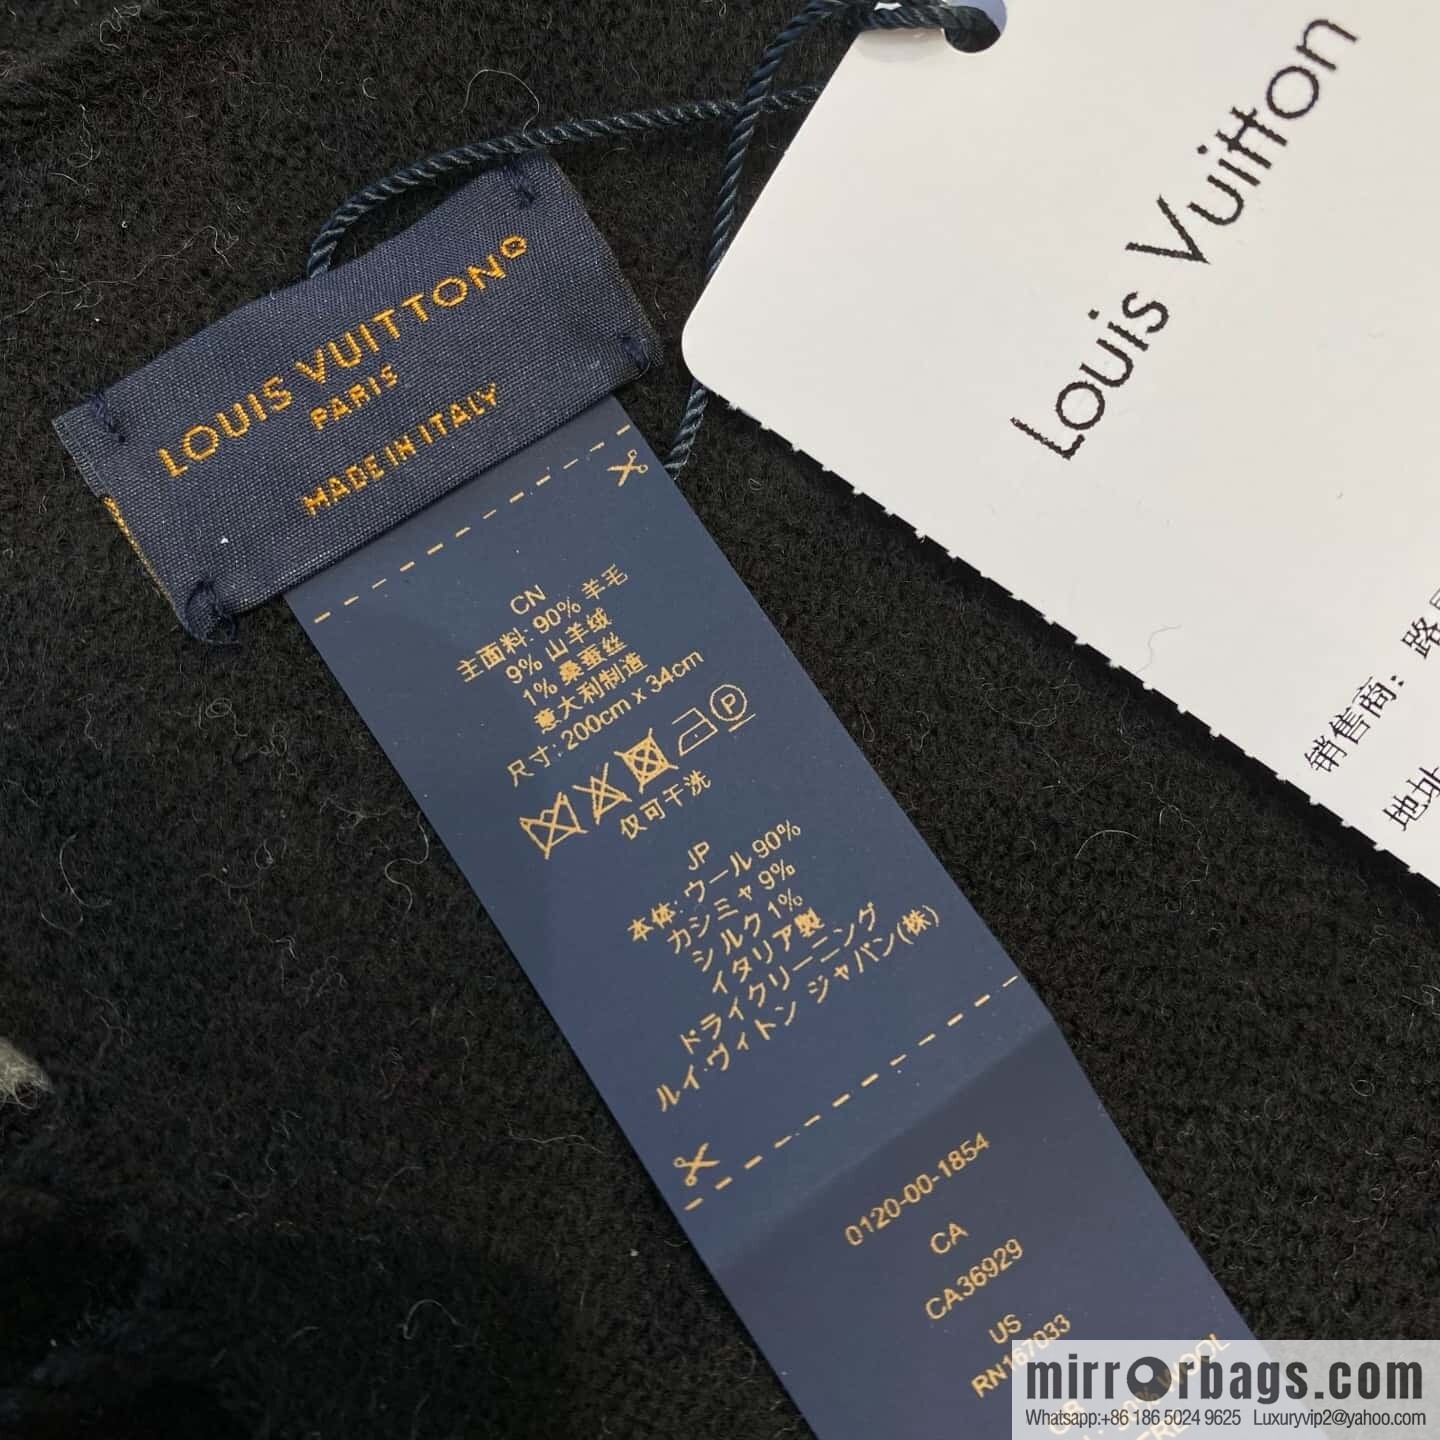 LOUIS VUITTON®
PARIS
MADE IN ITALY
CN
主面料: 90% 羊毛
9% 山羊绒
1% 桑蚕丝
意大利制造
尺寸: 200cm x 34cm
P
仅可干洗
JP
本体: ウール 90%
カシミヤ 9%
シルク 1%
イタリア製
ドライクリーニング
ルイ·ヴィトン ジャパン(株)
0120-00-1854
CA
CA36929
US
RN167033
WOOL
Louis Vuitton
销售商: 路
地址
mirrorbags.com
Whatsapp:+86 186 5024 9625 Luxuryvip2@yahoo.com